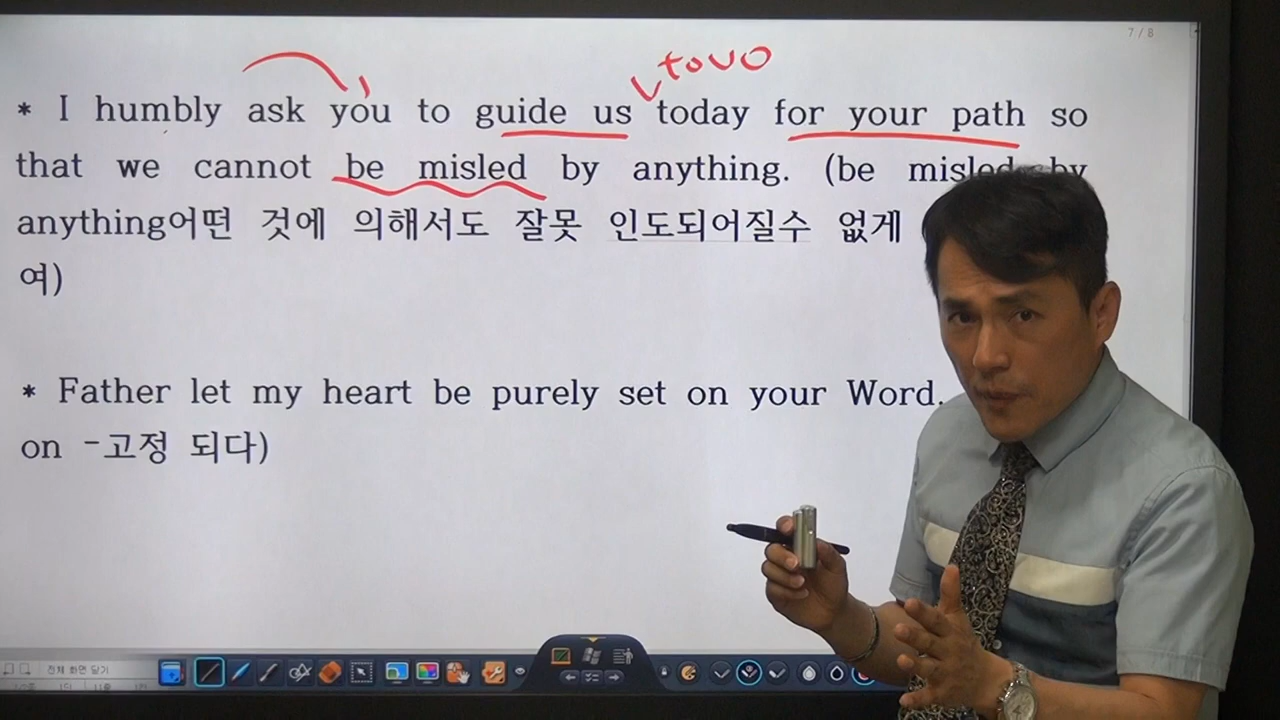 7 / 8
touo
* I humbly ask you to guide us today for your path so
that we cannot be misled by anything. (be misled by
anything어떤 것에 의해서도 잘못 인도되어질수 없게
여)
* Father let my heart be purely set on your Word.
on -고정 되다)
전체 화면 닫기